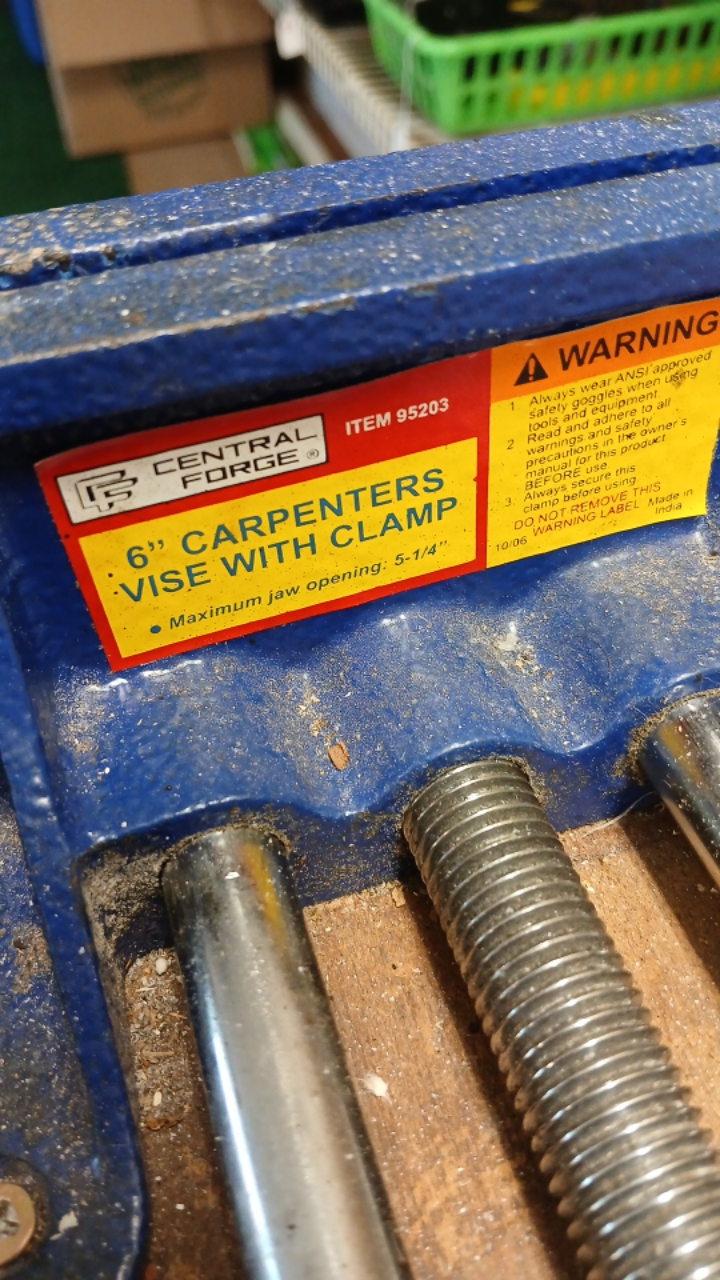 CENTRAL
FORGE®
ITEM 95203
6” CARPENTERS
VISE WITH CLAMP
• Maximum jaw opening: 5-1/4”
⚠ WARNING
1. Always wear ANSI approved
safety goggles when using
tools and equipment.
2. Read and adhere to all
warnings and safety
precautions in the owner's
manual for this product
BEFORE use.
3. Always secure this
clamp before using.
DO NOT REMOVE THIS
WARNING LABEL
Made in
India
10/06